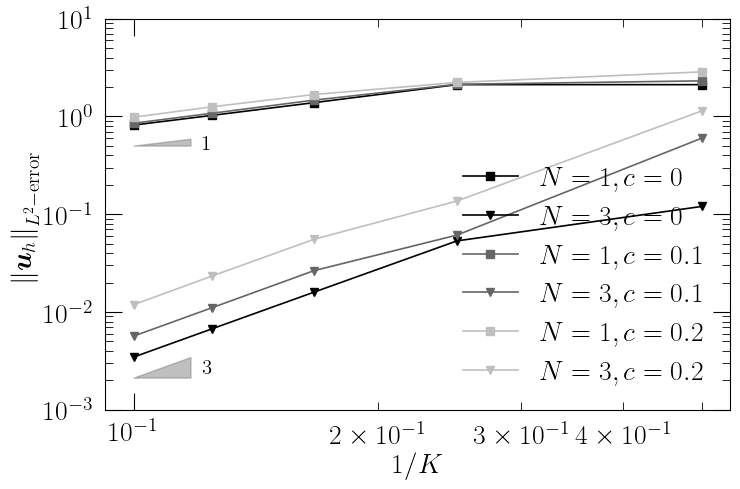 10^1
10^0
10^{-1}
10^{-2}
10^{-3}
||u_h||_{L^2-error}
1
3
N = 1, c = 0
N = 3, c = 0
N = 1, c = 0.1
N = 3, c = 0.1
N = 1, c = 0.2
N = 3, c = 0.2
10^{-1} 2 × 10^{-1} 3 × 10^{-1} 4 × 10^{-1}
1/K